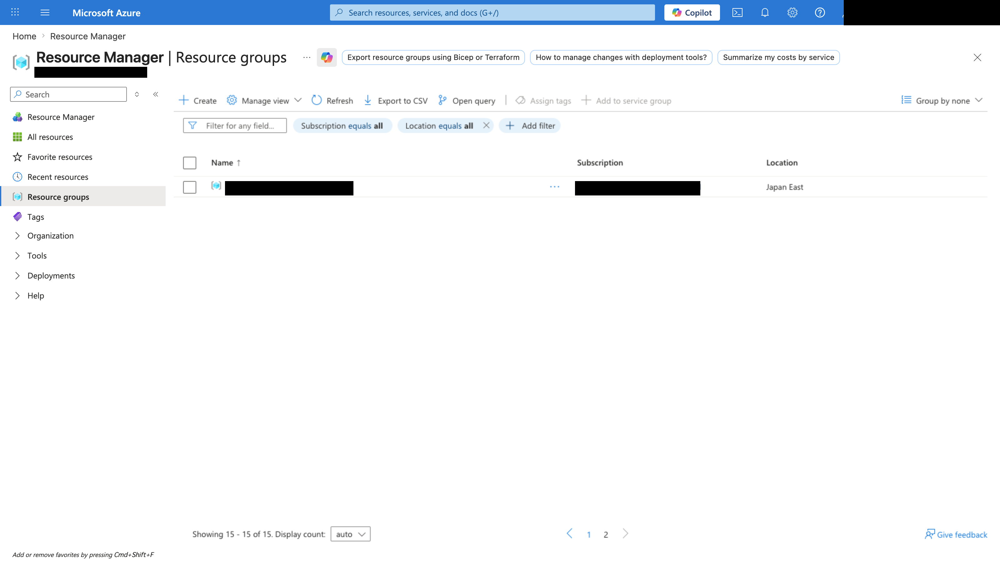 Microsoft Azure
Search resources, services, and docs (G+/)
Copilot
Home
Resource Manager
Resource Manager | Resource groups
Export resource groups using Bicep or Terraform
How to manage changes with deployment tools?
Summarize my costs by service
Search
Resource Manager
All resources
Favorite resources
Recent resources
Resource groups
Tags
Organization
Tools
Deployments
Help
Create
Manage view
Refresh
Export to CSV
Open query
Assign tags
Add to service group
Group by none
Filter for any field...
Subscription equals all
Location equals all
Add filter
Name ↑
Subscription
Location
Japan East
Showing 15 - 15 of 15. Display count:
auto
1
2
Give feedback
Add or remove favorites by pressing Cmd+Shift+F